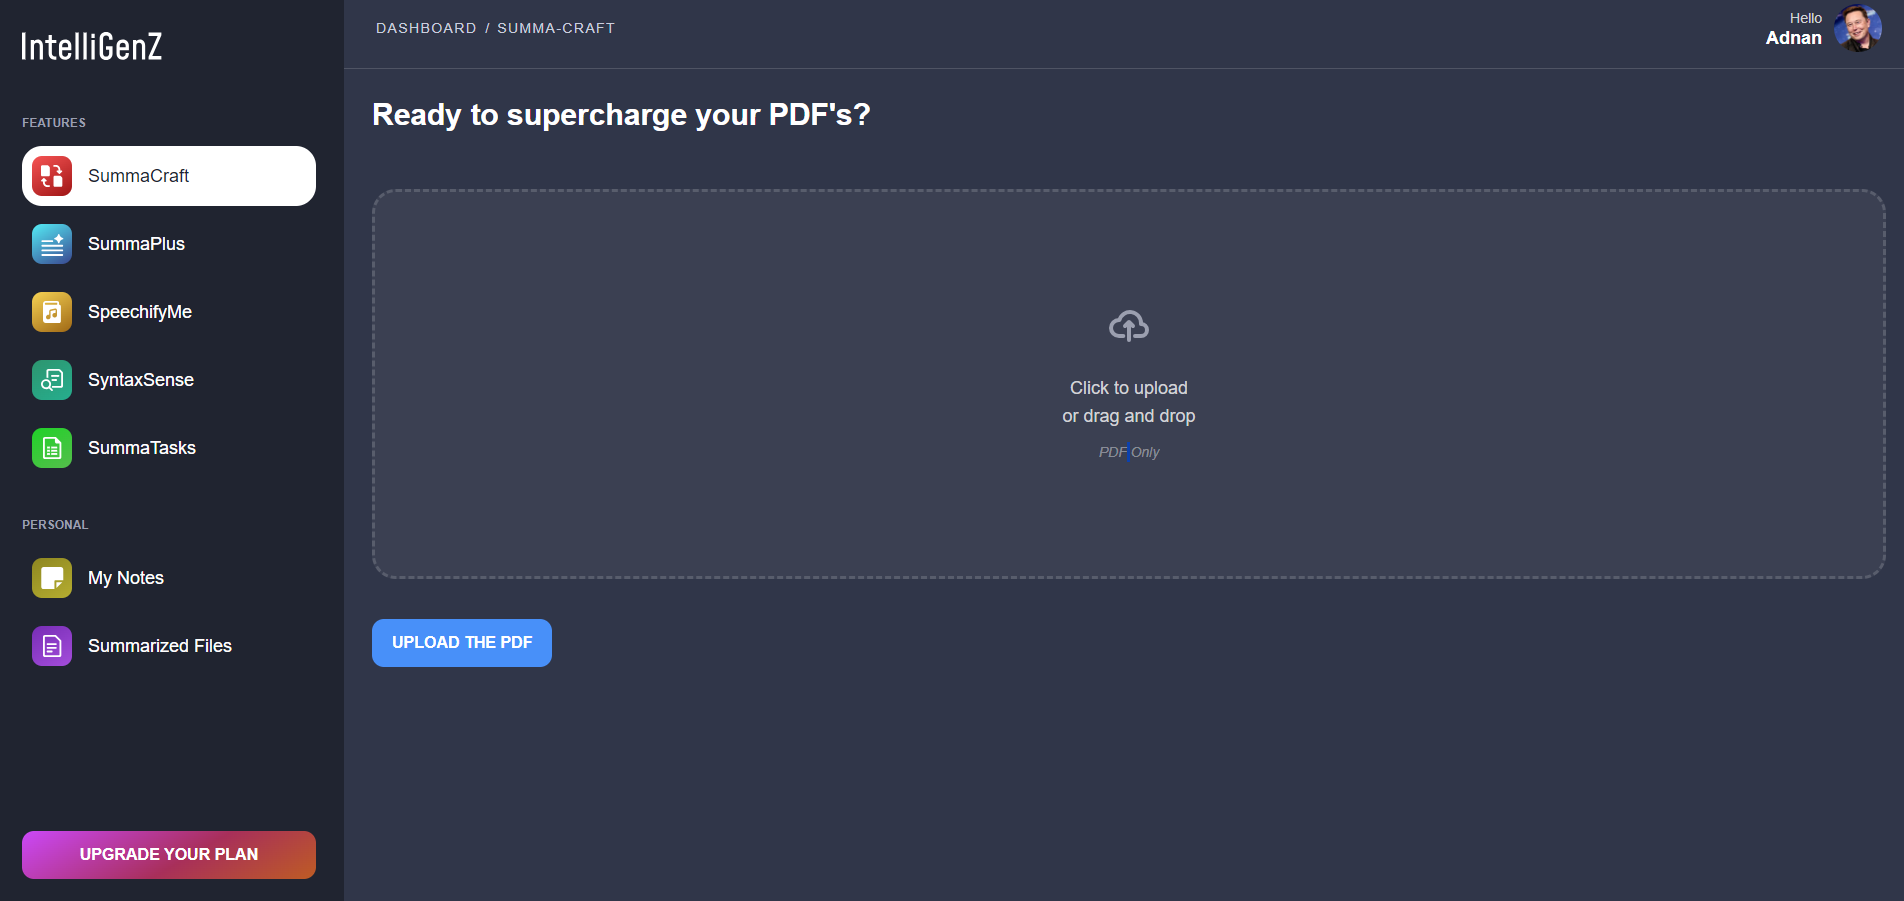 IntelliGenZ
FEATURES
SummaCraft
SummaPlus
SpeechifyMe
SyntaxSense
SummaTasks
PERSONAL
My Notes
Summarized Files
UPGRADE YOUR PLAN
DASHBOARD / SUMMA-CRAFT
Hello
Adnan
Ready to supercharge your PDF's?
Click to upload
or drag and drop
PDF Only
UPLOAD THE PDF